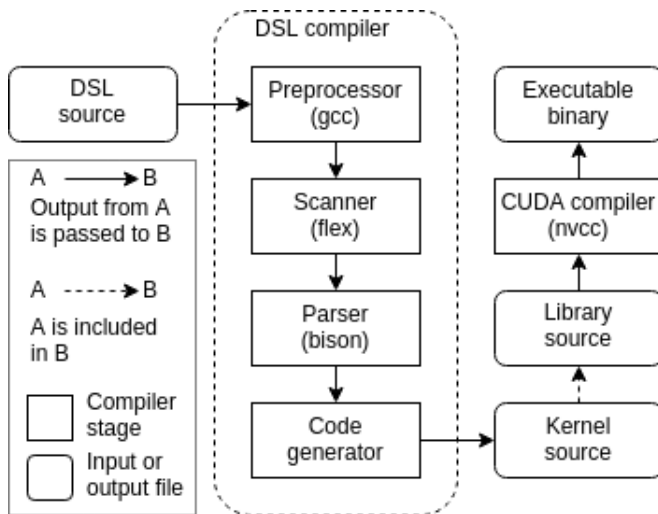 DSL compiler
DSL
source
Preprocessor
(gcc)
Executable
binary
A
B
Output from A
is passed to B
Scanner
(flex)
CUDA compiler
(nvcc)
A
B
A is included
in B
Parser
(bison)
Library
source
Compiler
stage
Code
generator
Kernel
source
Input or
output file